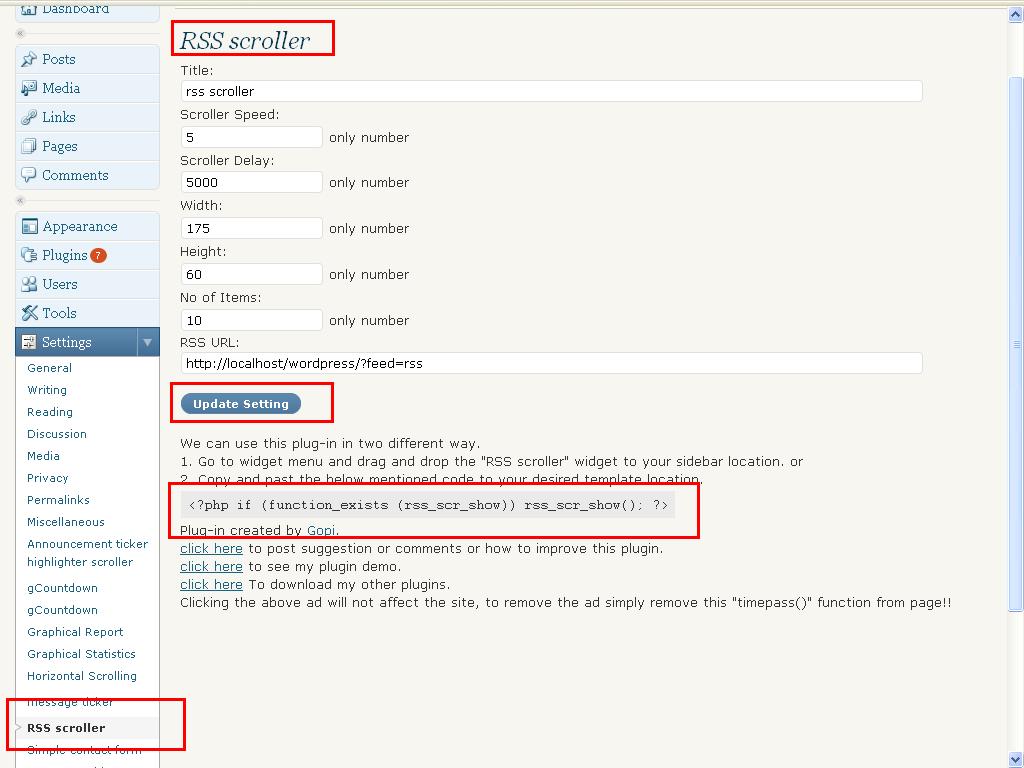 Dashboard
Posts
Media
Links
Pages
Comments
Appearance
Plugins ?
Users
Tools
Settings
General
Writing
Reading
Discussion
Media
Privacy
Permalinks
Miscellaneous
Announcement ticker
highlighter scroller
gCountdown
gCountdown
Graphical Report
Graphical Statistics
Horizontal Scrolling
message ticker
RSS scroller
Simple contact form
RSS scroller
Title:
rss scroller
Scroller Speed:
5 only number
Scroller Delay:
5000 only number
Width:
175 only number
Height:
60 only number
No of Items:
10 only number
RSS URL:
http://localhost/wordpress/?feed=rss
Update Setting
We can use this plug-in in two different way.
1. Go to widget menu and drag and drop the "RSS scroller" widget to your sidebar location. or
2. Copy and past the below mentioned code to your desired template location.
<?php if (function_exists (rss_scr_show)) rss_scr_show(); ?>
Plug-in created by Gopi.
click here to post suggestion or comments or how to improve this plugin.
click here to see my plugin demo.
click here To download my other plugins.
Clicking the above ad will not affect the site, to remove the ad simply remove this "timepass()" function from page!!